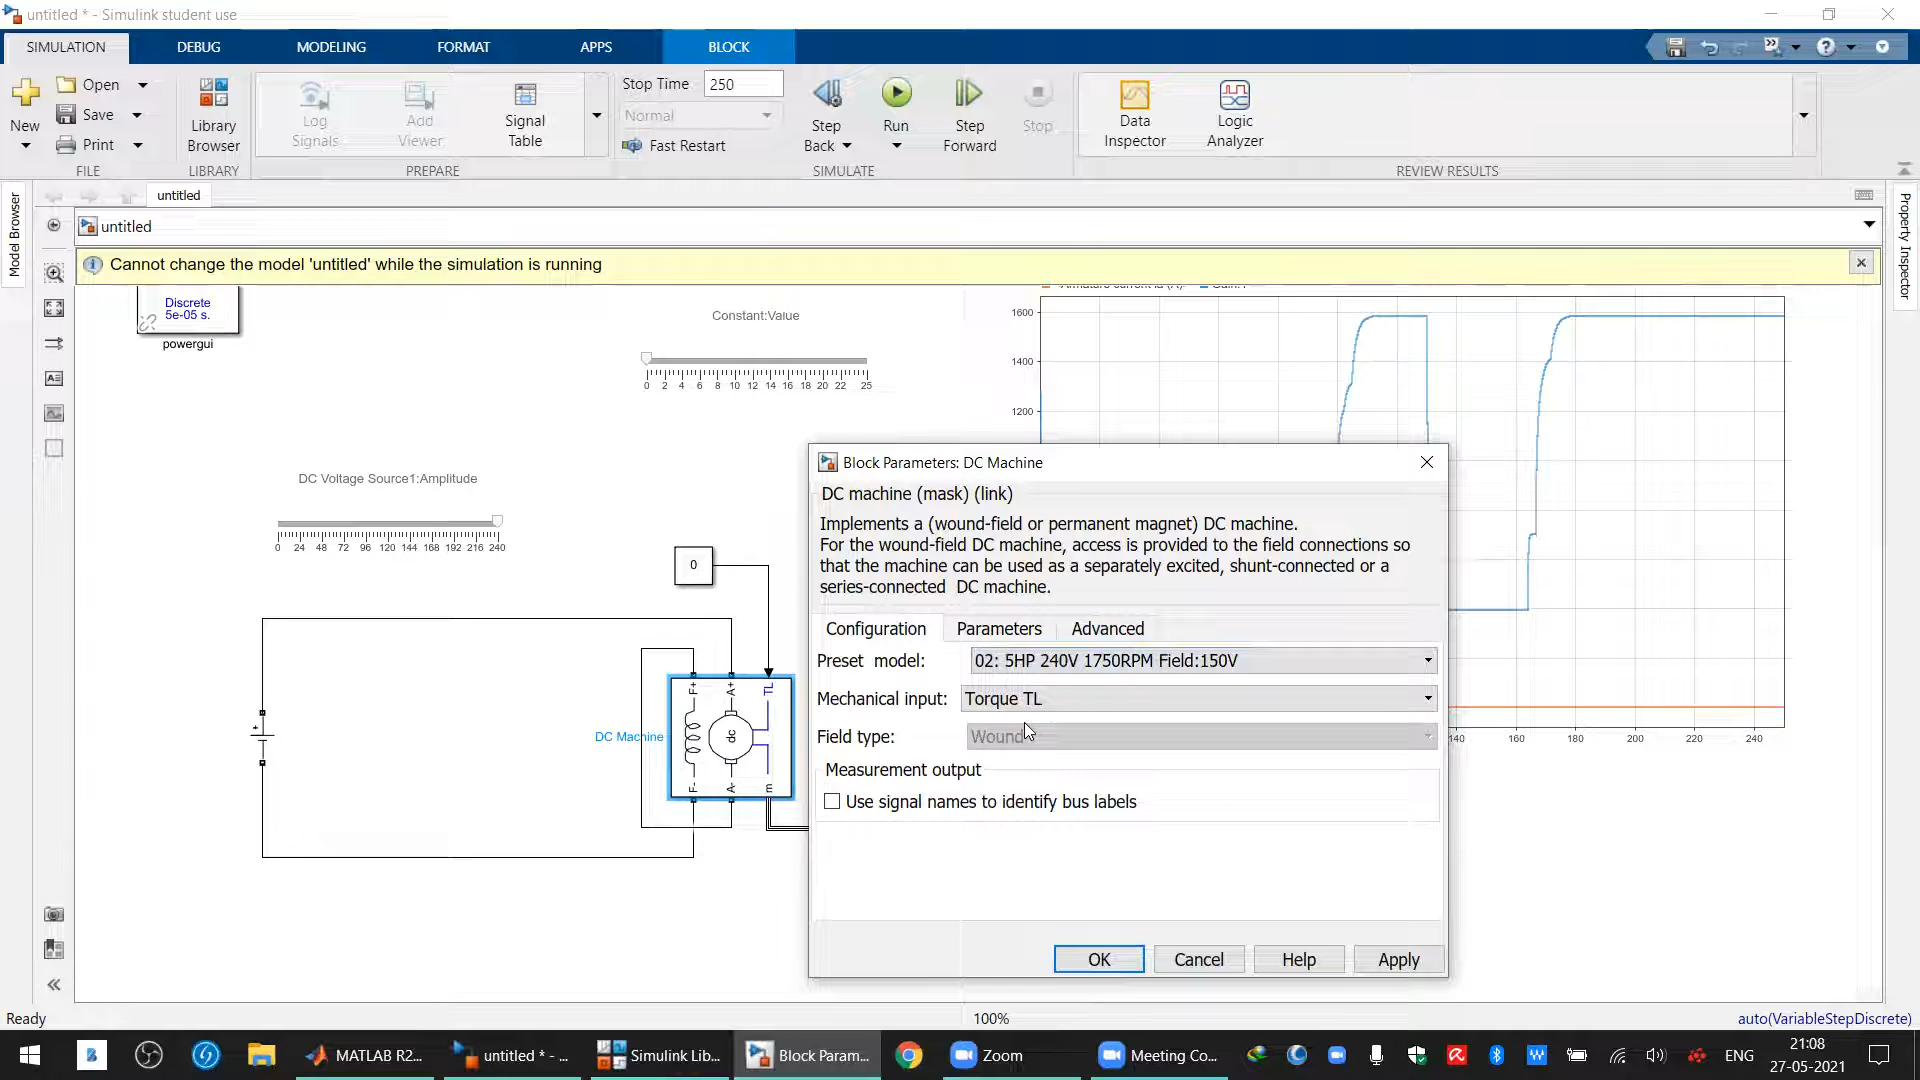 untitled * - Simulink student use
SIMULATION DEBUG MODELING FORMAT APPS BLOCK
New
Open
Save
Print
FILE
Library
Browser
LIBRARY
Log
Signals
Add
Viewer
Signal
Table
PREPARE
Stop Time 250
Normal
Fast Restart
Step
Back
Run
Step
Forward
Stop
SIMULATE
Data
Inspector
Logic
Analyzer
REVIEW RESULTS
Model Browser
Property Inspector
untitled
untitled
Cannot change the model 'untitled' while the simulation is running
Discrete
5e-05 s.
powergui
Constant:Value
0 2 4 6 8 10 12 14 16 18 20 22 25
DC Voltage Source1:Amplitude
0 24 48 72 96 120 144 168 192 216 240
0
DC Machine
F+ A+ TL
dc
F- A- m
+
1600
1400
1200
140 160 180 200 220 240
Block Parameters: DC Machine
DC machine (mask) (link)
Implements a (wound-field or permanent magnet) DC machine.
For the wound-field DC machine, access is provided to the field connections so
that the machine can be used as a separately excited, shunt-connected or a
series-connected DC machine.
Configuration Parameters Advanced
Preset model: 02: 5HP 240V 1750RPM Field:150V
Mechanical input: Torque TL
Field type: Wound
Measurement output
Use signal names to identify bus labels
OK Cancel Help Apply
Ready 100% auto(VariableStepDiscrete)
MATLAB R2... untitled * - ... Simulink Lib... Block Param... Zoom Meeting Co... ENG
21:08
27-05-2021